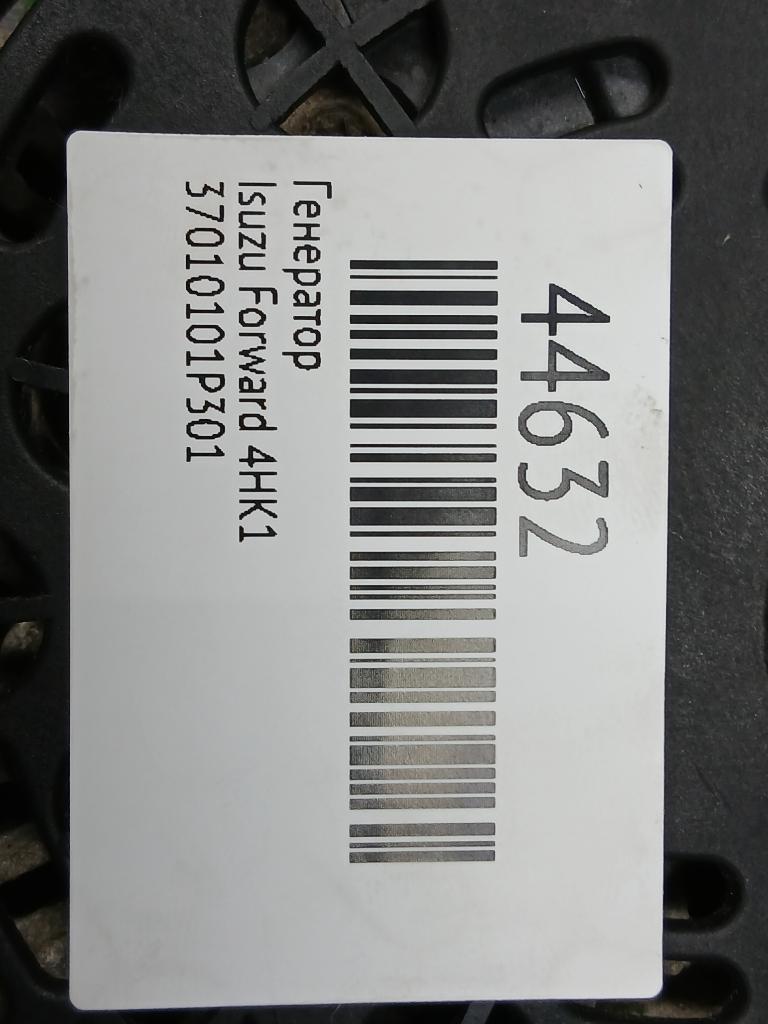 44632
Генератор
Isuzu Forward 4HK1
37010101P301